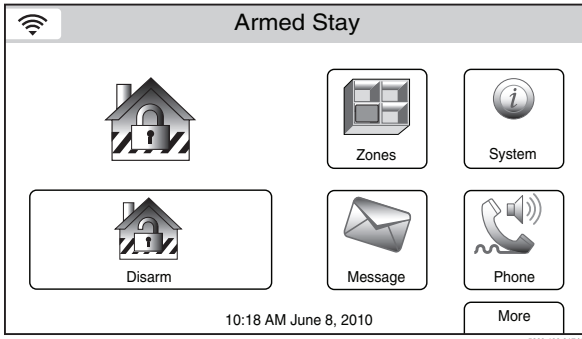 Armed Stay
Zones
System
Disarm
Message
Phone
10:18 AM June 8, 2010
More